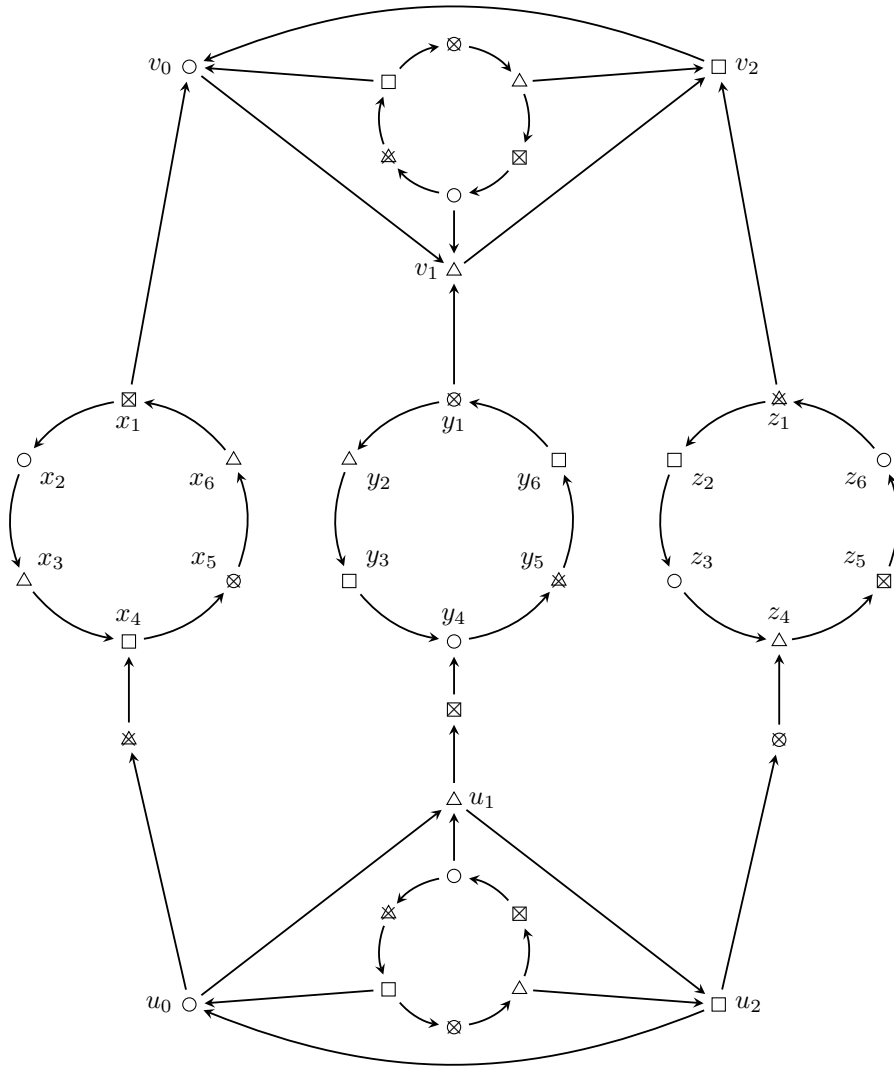 v₀ v₂
v₁
x₁ y₁ z₁
x₂ x₆ y₂ y₆ z₂ z₆
x₃ x₅ y₃ y₅ z₃ z₅
x₄ y₄ z₄
u₁
u₀ u₂